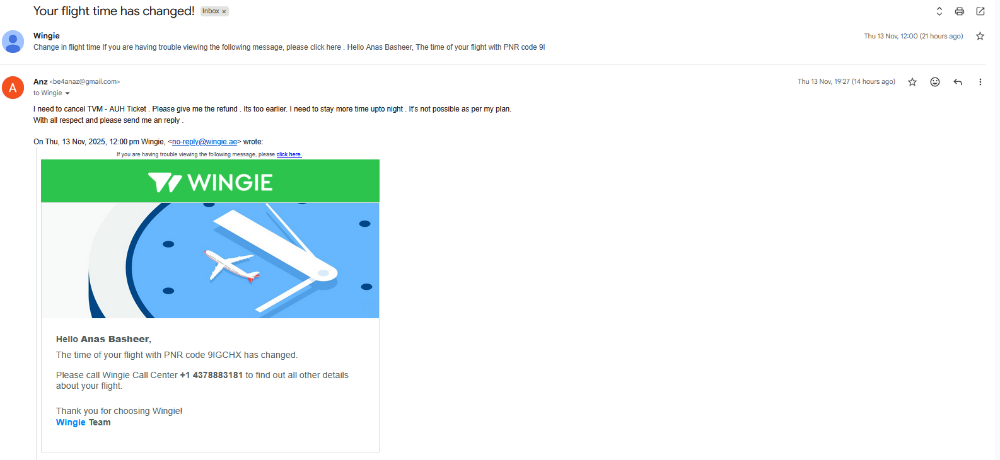 Your flight time has changed! Inbox ×
Wingie
Thu 13 Nov, 12:00 (21 hours ago)
Change in flight time If you are having trouble viewing the following message, please click here . Hello Anas Basheer, The time of your flight with PNR code 9I
A
Anz <be4anaz@gmail.com>
Thu 13 Nov, 19:27 (14 hours ago)
to Wingie
I need to cancel TVM - AUH Ticket . Please give me the refund . Its too earlier. I need to stay more time upto night . It's not possible as per my plan.
With all respect and please send me an reply .
On Thu, 13 Nov, 2025, 12:00 pm Wingie, <no-reply@wingie.ae> wrote:
If you are having trouble viewing the following message, please click here .
WINGIE
Hello Anas Basheer,
The time of your flight with PNR code 9IGCHX has changed.
Please call Wingie Call Center +1 4378883181 to find out all other details
about your flight.
Thank you for choosing Wingie!
Wingie Team